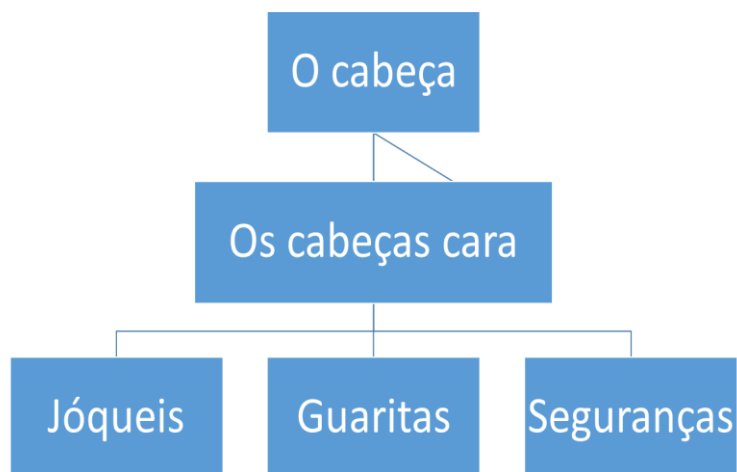 O cabeça
Os cabeças cara
Jóqueis
Guaritas
Seguranças